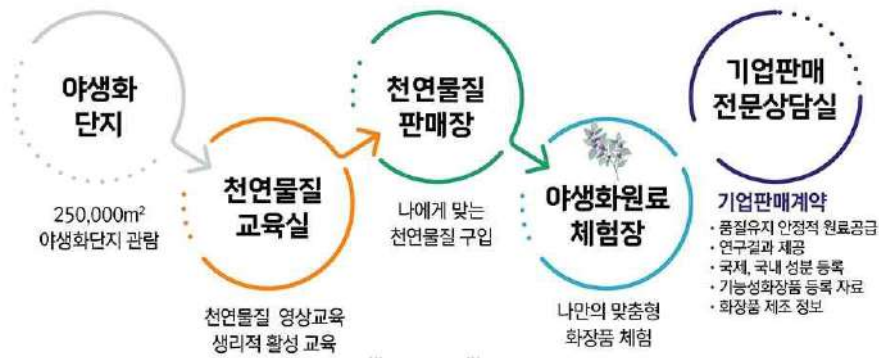 야생화
단지
250,000m²
야생화단지 관람
천연물질
교육실
천연물질 영상교육
생리적 활성 교육
천연물질
판매장
나에게 맞는
천연물질 구입
야생화원료
체험장
나만의 맞춤형
화장품 체험
기업판매
전문상담실
기업판매계약
· 품질유지 안정적 원료공급
· 연구결과 제공
· 국제, 국내 성분 등록
· 기능성화장품 등록 자료
· 화장품 제조 정보